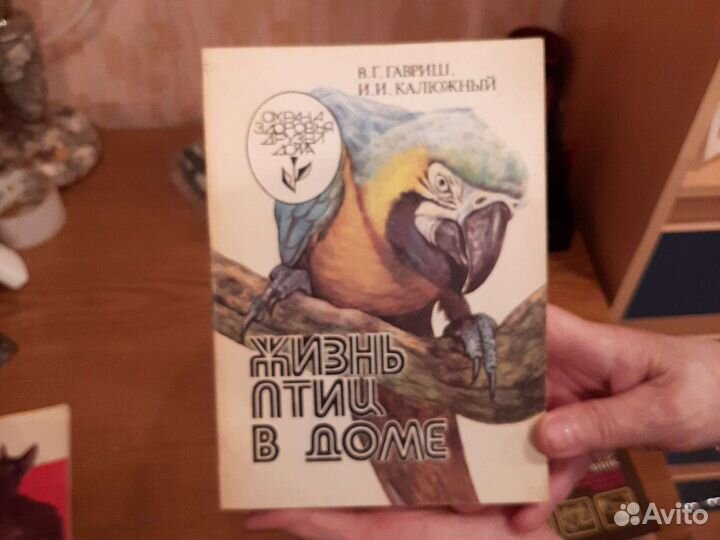 В. Г. ГАВРИШ,
И. И. КАЛЮЖНЫЙ
ОХРАНА
ЗДОРОВЬЯ
ДРУЗЕЙ
ДОМА
ЖИЗНЬ
ПТИЦ
В ДОМЕ
Avito